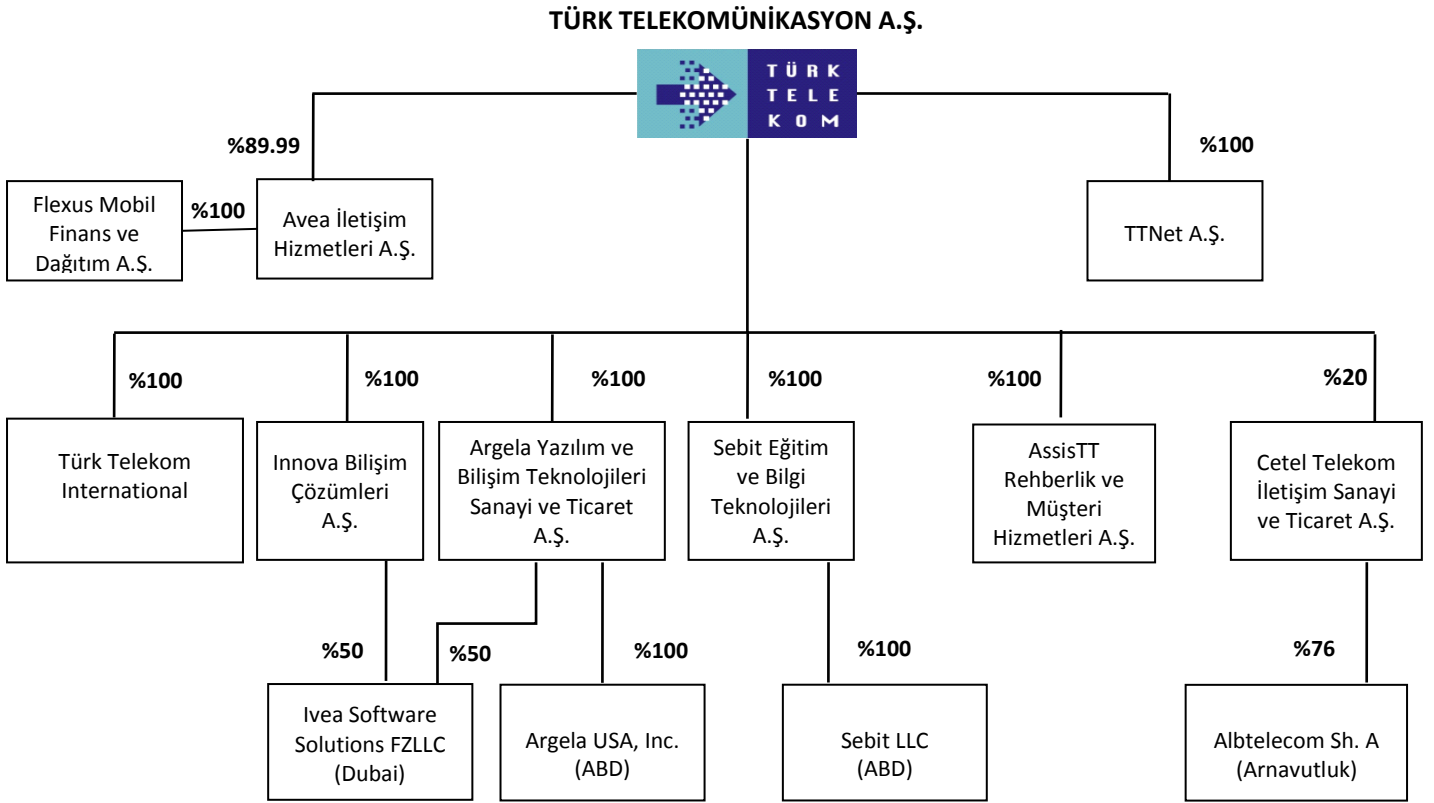 TÜRK TELEKOMÜNİKASYON A.Ş.
TÜRK
TELE
KOM
%89.99
%100
Flexus Mobil
Finans ve
Dağıtım A.Ş.
%100
Avea İletişim
Hizmetleri A.Ş.
TTNet A.Ş.
%100
%100
%100
%100
%100
%20
Türk Telekom
International
Innova Bilişim
Çözümleri
A.Ş.
Argela Yazılım ve
Bilişim Teknolojileri
Sanayi ve Ticaret
A.Ş.
Sebit Eğitim
ve Bilgi
Teknolojileri
A.Ş.
AssisTT
Rehberlik ve
Müşteri
Hizmetleri A.Ş.
Cetel Telekom
İletişim Sanayi
ve Ticaret A.Ş.
%50
%50
%100
%100
%76
Ivea Software
Solutions FZLLC
(Dubai)
Argela USA, Inc.
(ABD)
Sebit LLC
(ABD)
Albtelecom Sh. A
(Arnavutluk)